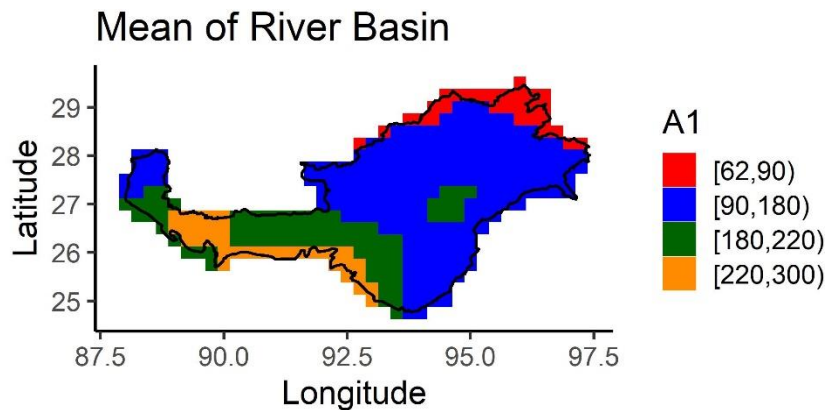 Mean of River Basin
Latitude
29
28
27
26
25
87.5 90.0 92.5 95.0 97.5
Longitude
A1
[62,90)
[90,180)
[180,220)
[220,300)